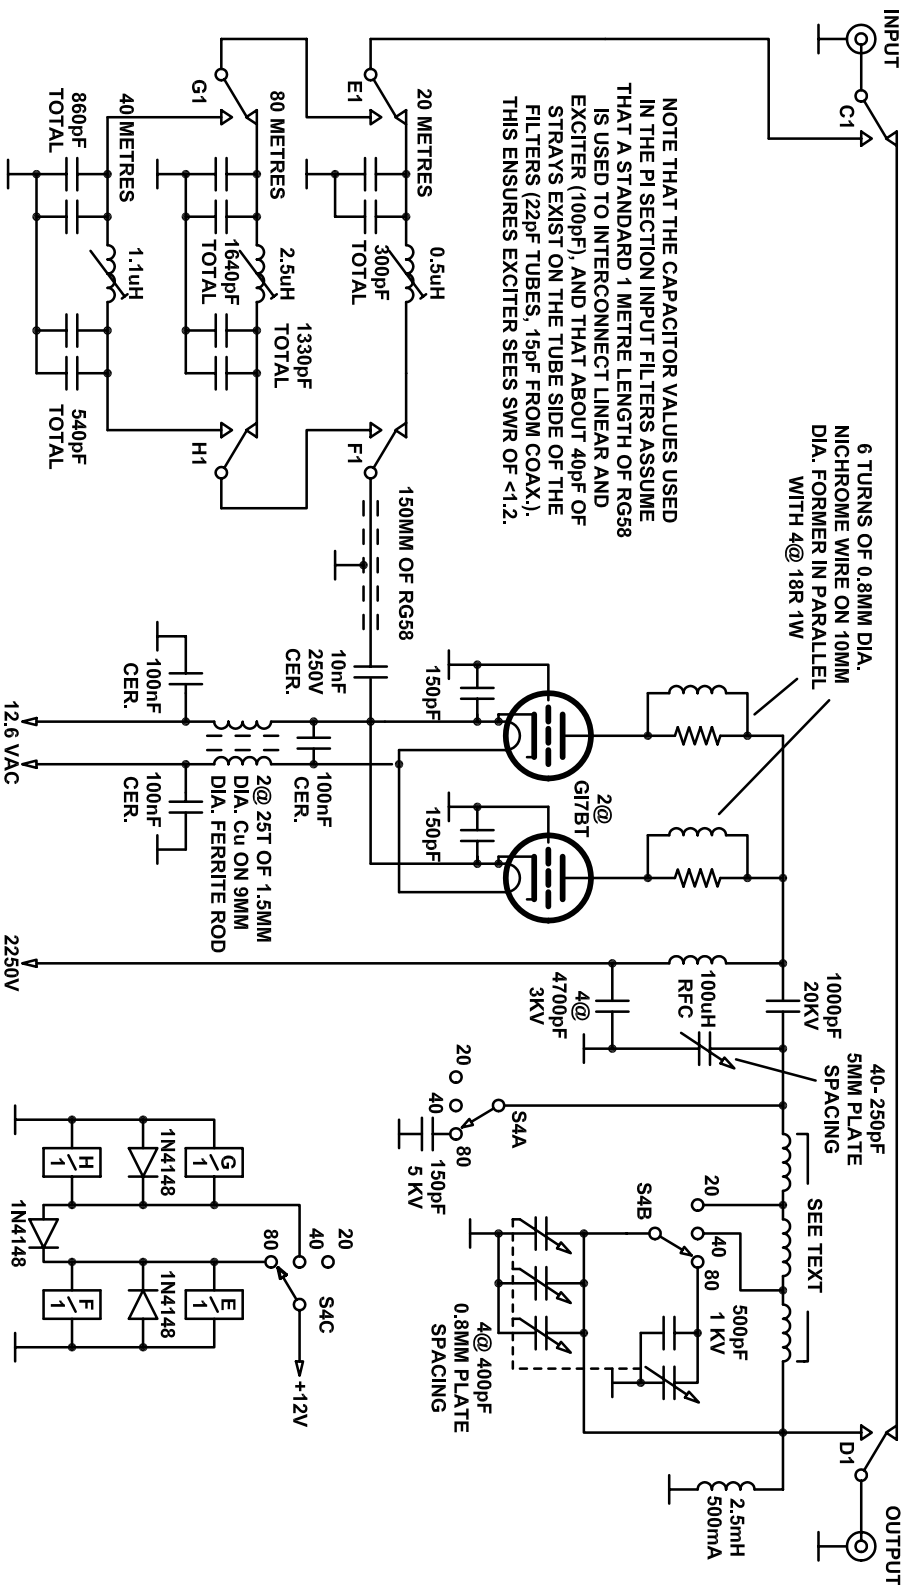 INPUT
C1
NOTE THAT THE CAPACITOR VALUES USED
IN THE PI SECTION INPUT FILTERS ASSUME
THAT A STANDARD 1 METRE LENGTH OF RG58
IS USED TO INTERCONNECT LINEAR AND
EXCITER (100pF), AND THAT ABOUT 40pF OF
STRAYS EXIST ON THE TUBE SIDE OF THE
FILTERS (22pF TUBES, 15pF FROM COAX.).
THIS ENSURES EXCITER SEES SWR OF <1.2.
6 TURNS OF 0.8MM DIA.
NICHROME WIRE ON 10MM
DIA. FORMER IN PARALLEL
WITH 4@ 18R 1W
E1
20 METRES
300pF
TOTAL
0.5uH
F1
G1
80 METRES
1640pF
TOTAL
2.5uH
1330pF
TOTAL
H1
40 METRES
860pF
TOTAL
1.1uH
540pF
TOTAL
150MM OF RG58
10nF
250V
CER.
150pF
2@
GI7BT
150pF
100nF
CER.
100nF
CER.
100nF
CER.
2@ 25T OF 1.5MM
DIA. Cu ON 9MM
DIA. FERRITE ROD
12.6 VAC
2250V
1000pF
20KV
100uH
RFC
4@
4700pF
3KV
40- 250pF
5MM PLATE
SPACING
S4A
20
40
80
150pF
5 KV
SEE TEXT
S4B
20
40
80
500pF
1 KV
4@ 400pF
0.8MM PLATE
SPACING
D1
OUTPUT
2.5mH
500mA
S4C
20
40
80
+12V
G
1
1N4148
H
1
1N4148
E
1
1N4148
F
1